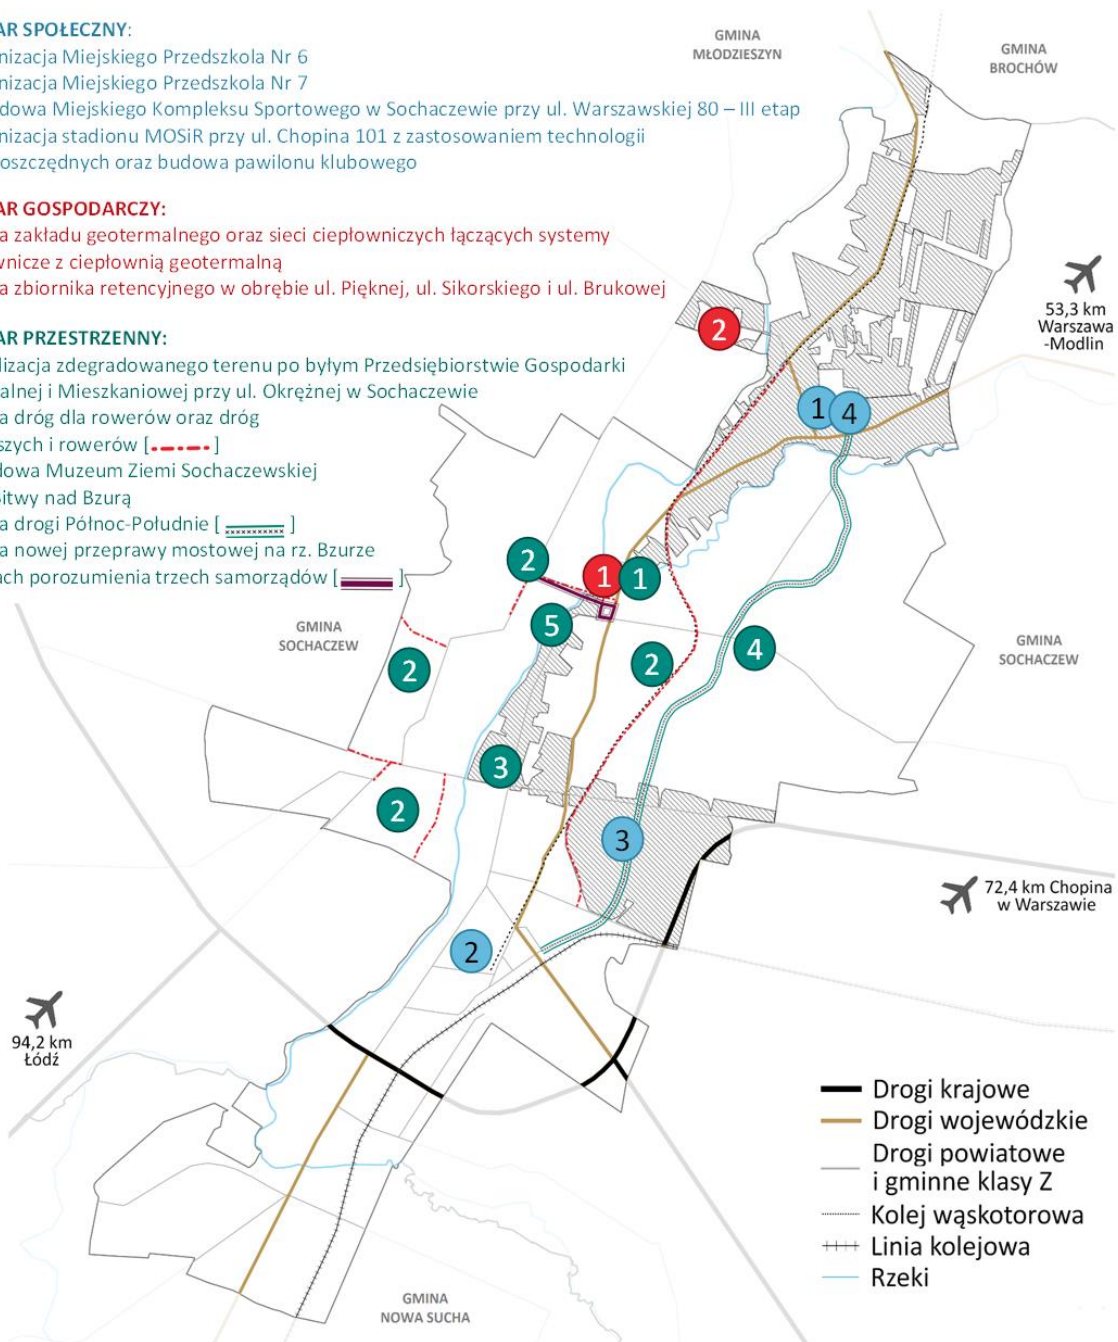 AR SPOŁECZNY:
nizacja Miejskiego Przedszkola Nr 6
nizacja Miejskiego Przedszkola Nr 7
dowa Miejskiego Kompleksu Sportowego w Sochaczewie przy ul. Warszawskiej 80 – III etap
nizacja stadionu MOSiR przy ul. Chopina 101 z zastosowaniem technologii
oszczędnych oraz budowa pawilonu klubowego
AR GOSPODARCZY:
a zakładu geotermalnego oraz sieci ciepłowniczych łączących systemy
wnicze z ciepłownią geotermalną
a zbiornika retencyjnego w obrębie ul. Pięknej, ul. Sikorskiego i ul. Brukowej
AR PRZESTRZENNY:
lizacja zdegradowanego terenu po byłym Przedsiębiorstwie Gospodarki
alnej i Mieszkaniowej przy ul. Okrężnej w Sochaczewie
a dróg dla rowerów oraz dróg
szych i rowerów [ ]
dowa Muzeum Ziemi Sochaczewskiej
Bitwy nad Bzurą
a drogi Północ-Południe [ ]
a nowej przeprawy mostowej na rz. Bzurze
ach porozumienia trzech samorządów [ ]
GMINA
MŁODZIESZYN
GMINA
BROCHÓW
53,3 km
Warszawa
-Modlin
2
1
4
2
1
1
5
2
4
GMINA
SOCHACZEW
GMINA
SOCHACZEW
2
3
2
3
2
72,4 km Chopina
w Warszawie
94,2 km
Łódź
GMINA
NOWA SUCHA
Drogi krajowe
Drogi wojewódzkie
Drogi powiatowe
i gminne klasy Z
Kolej wąskotorowa
Linia kolejowa
Rzeki